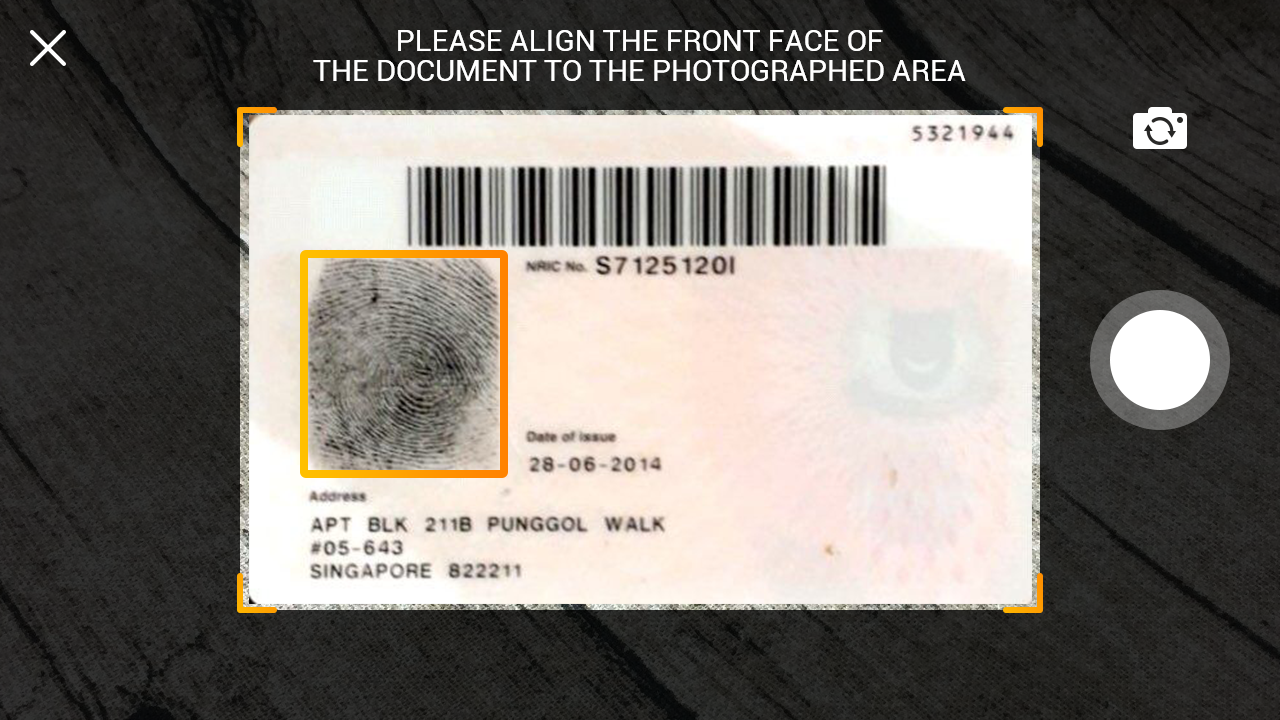 PLEASE ALIGN THE FRONT FACE OF
THE DOCUMENT TO THE PHOTOGRAPHED AREA
5321944
NRIC No. S7125120I
Date of issue
28-06-2014
Address
APT BLK 211B PUNGGOL WALK
#05-643
SINGAPORE 822211